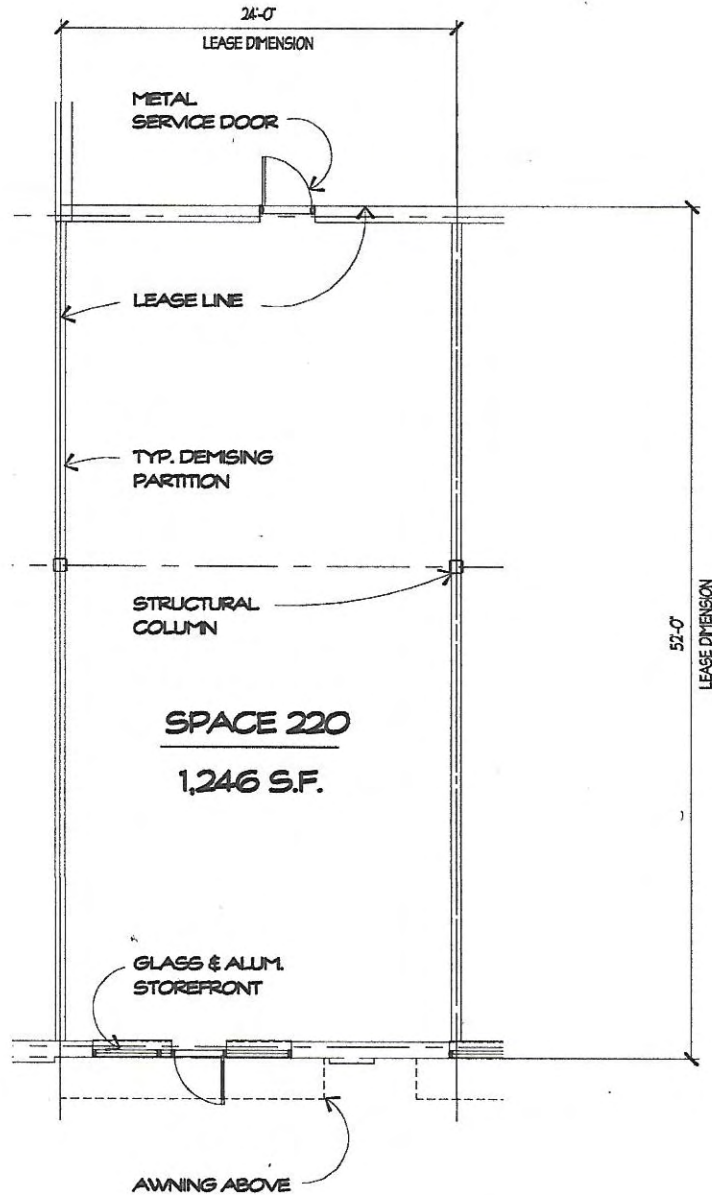 24'-0"
LEASE DIMENSION
METAL
SERVICE DOOR
LEASE LINE
TYP. DEMISING
PARTITION
STRUCTURAL
COLUMN
52'-0"
LEASE DIMENSION
SPACE 220
1,246 S.F.
GLASS & ALUM.
STOREFRONT
AWNING ABOVE